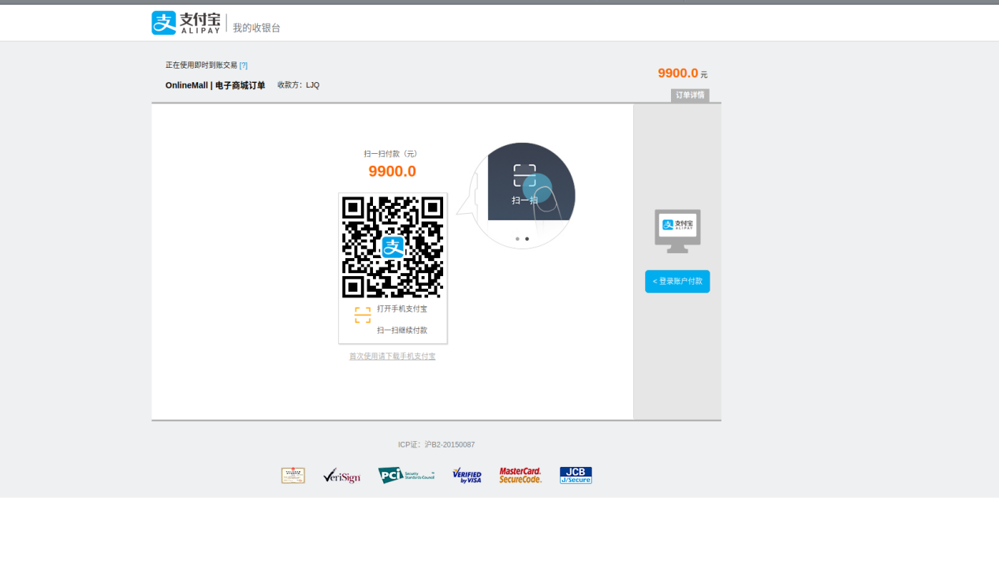 支付宝
ALIPAY
我的收银台
正在使用即时到账交易 [?]
9900.0 元
OnlineMall | 电子商城订单 收款方：LJQ
订单详情
扫一扫付款（元）
9900.0
支
扫一扫
支付宝
ALIPAY
< 登录账户付款
打开手机支付宝
扫一扫继续付款
首次使用请下载手机支付宝
ICP证：沪B2-20150087
VeriSign
PCI Security Standards Council
VERIFIED by VISA
MasterCard. SecureCode.
JCB J/Secure